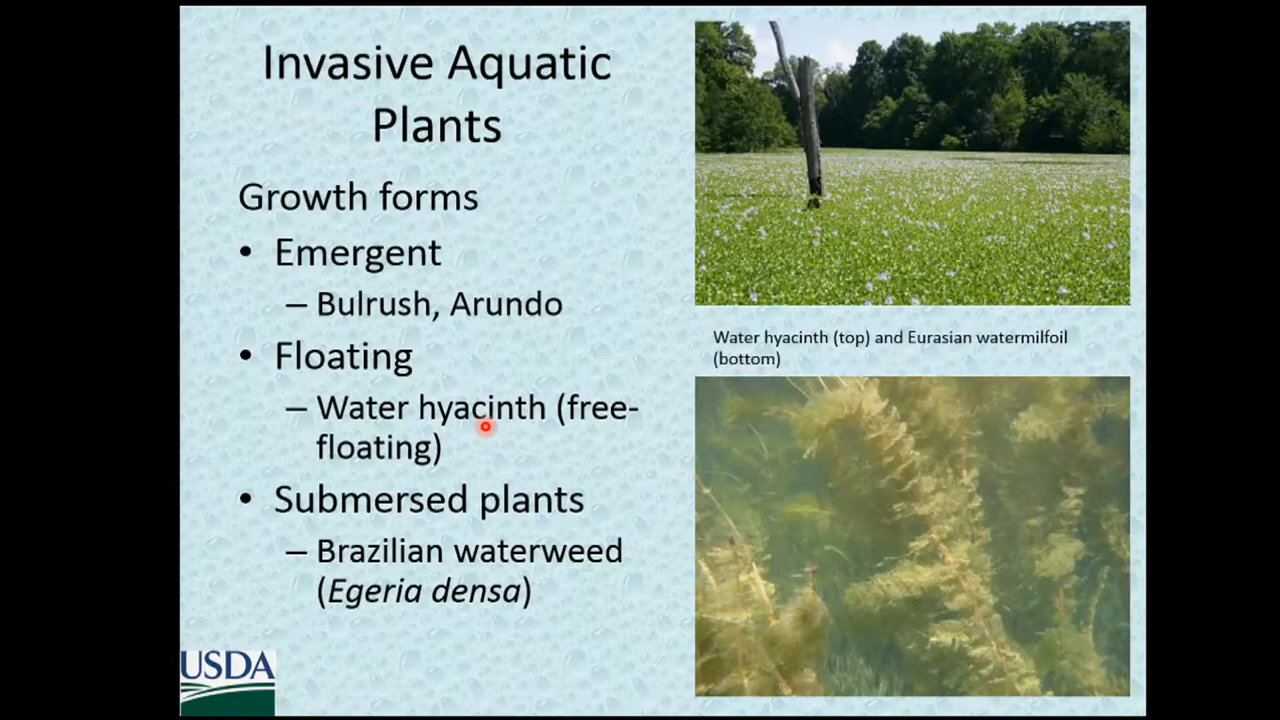 Invasive Aquatic
Plants
Growth forms
• Emergent
– Bulrush, Arundo
• Floating
– Water hyacinth (free-
floating)
• Submersed plants
– Brazilian waterweed
(Egeria densa)
Water hyacinth (top) and Eurasian watermilfoil
(bottom)
USDA